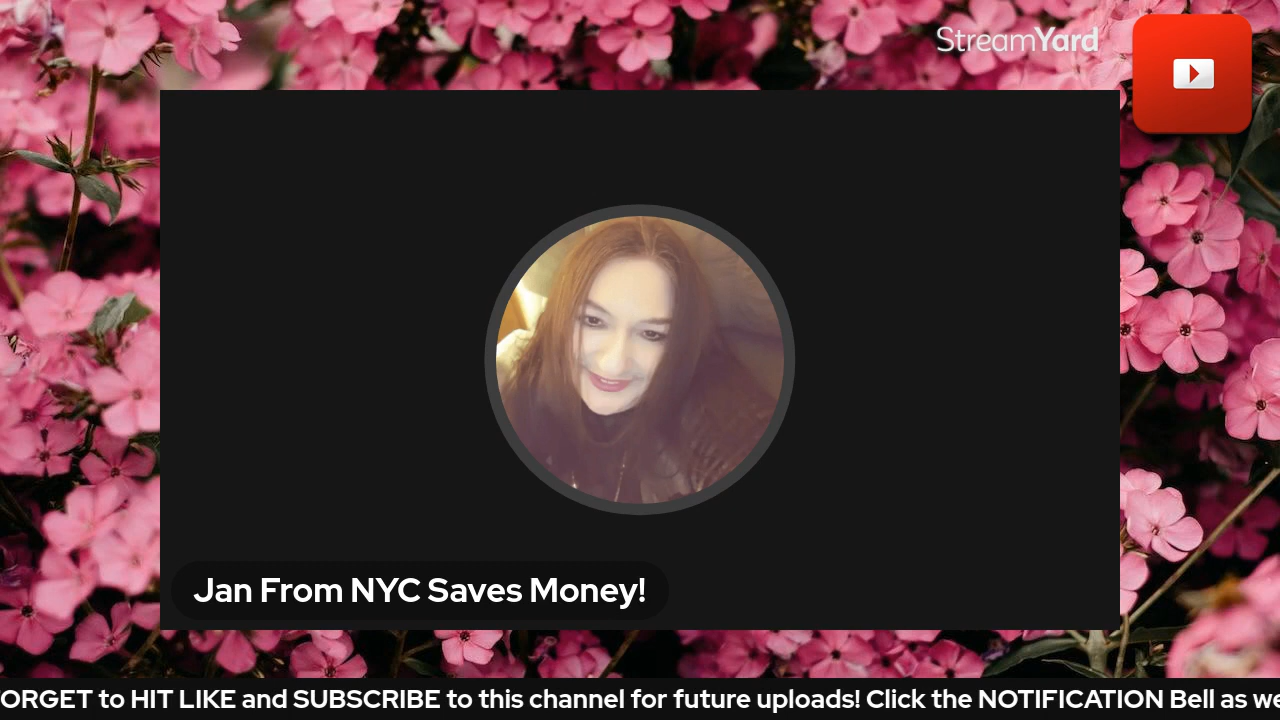 StreamYard
Jan From NYC Saves Money!
ORGET to HIT LIKE and SUBSCRIBE to this channel for future uploads! Click the NOTIFICATION Bell as we